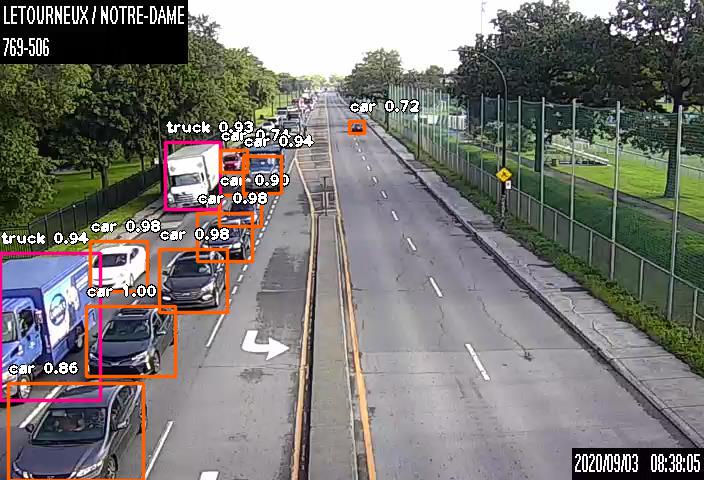 LETOURNEUX / NOTRE-DAME
769-506
car 0.72
truck 0.93
car 0.74
car 0.94
car 0.90
car 0.98
car 0.98
car 0.98
truck 0.94
car 1.00
car 0.86
2020/09/03 08:38:05